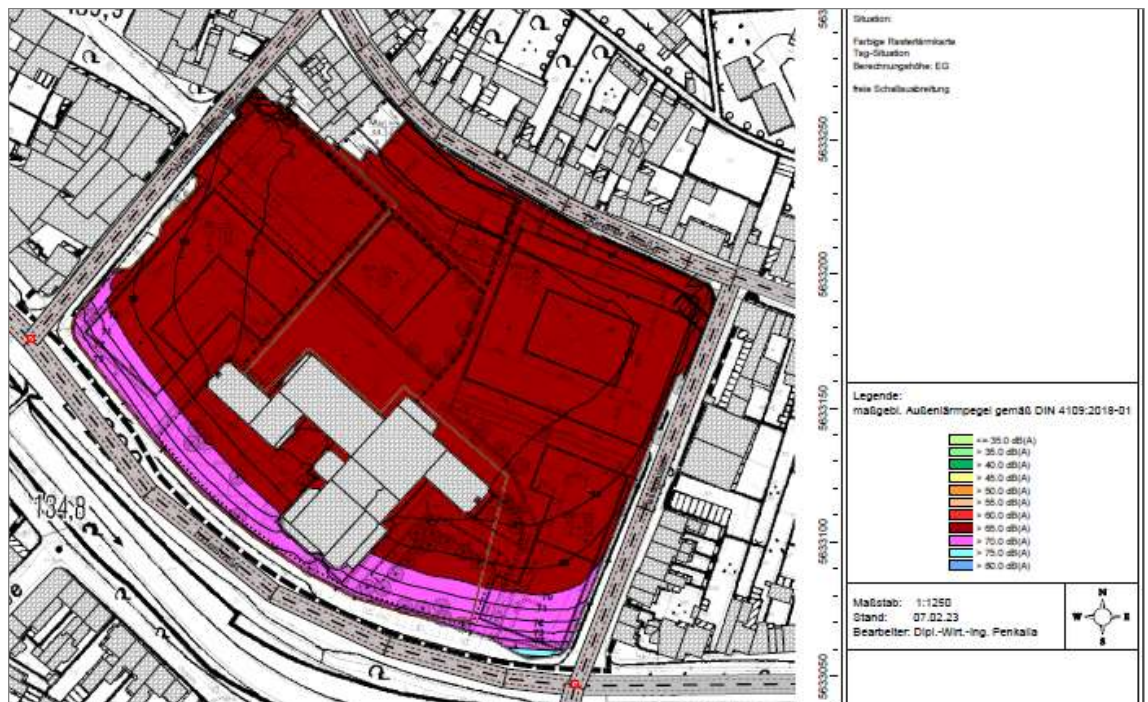 134,8
70
71
5633250
5633200
5633150
5633100
5633050
Situation:
Farbige Rasterlärmkarte
Tag-Situation
Berechnungshöhe: EG
freie Schallausbreitung
Legende:
maßgebl. Außenlärmpegel gemäß DIN 4109:2018-01
<= 35.0 dB(A)
> 35.0 dB(A)
> 40.0 dB(A)
> 45.0 dB(A)
> 50.0 dB(A)
> 55.0 dB(A)
> 60.0 dB(A)
> 65.0 dB(A)
> 70.0 dB(A)
> 75.0 dB(A)
> 80.0 dB(A)
Maßstab: 1:1250
Stand: 07.02.23
Bearbeiter: Dipl.-Wirt.-Ing. Penkalla
N
W E
S